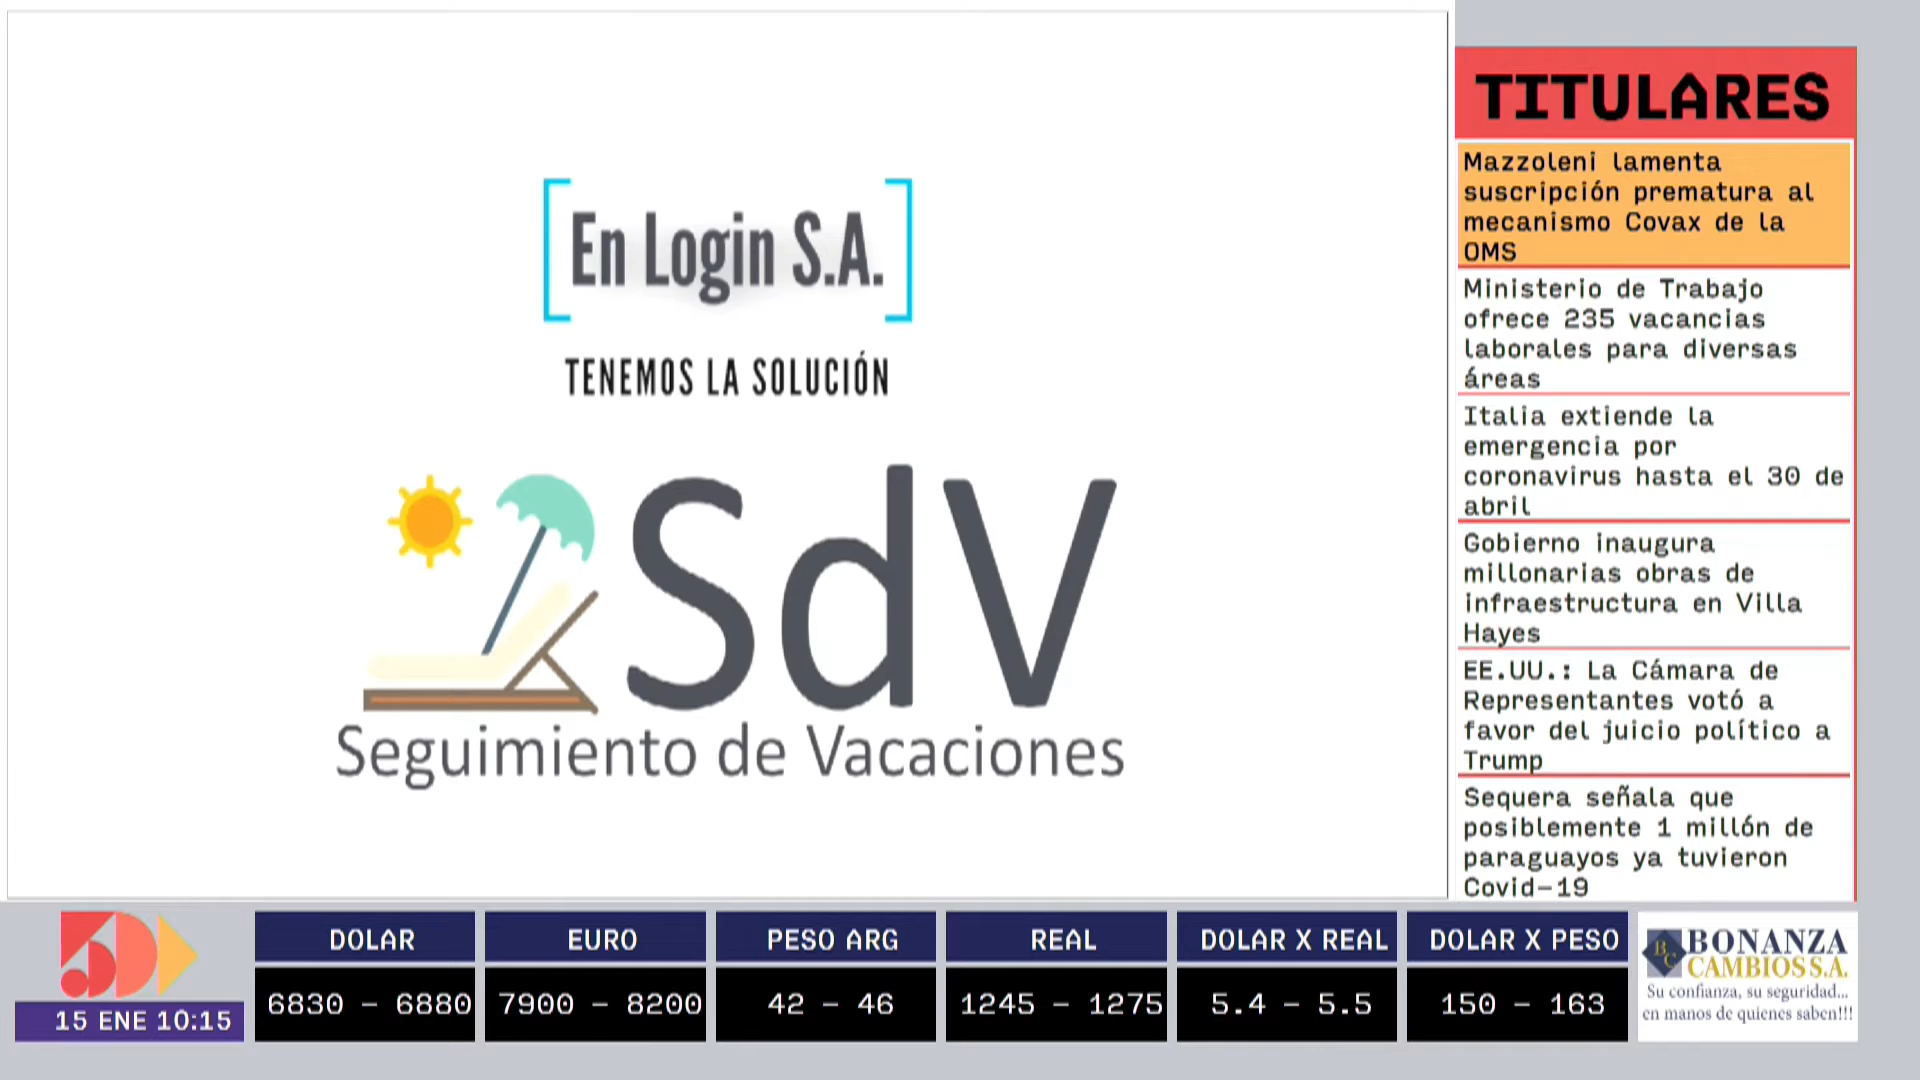 En Login S.A.
TENEMOS LA SOLUCIÓN
SdV
Seguimiento de Vacaciones
TITULARES
Mazzoleni lamenta
suscripción prematura al
mecanismo Covax de la
OMS
Ministerio de Trabajo
ofrece 235 vacancias
laborales para diversas
áreas
Italia extiende la
emergencia por
coronavirus hasta el 30 de
abril
Gobierno inaugura
millonarias obras de
infraestructura en Villa
Hayes
EE.UU.: La Cámara de
Representantes votó a
favor del juicio político a
Trump
Sequera señala que
posiblemente 1 millón de
paraguayos ya tuvieron
Covid-19
5D
15 ENE 10:15
DOLAR
6830 - 6880
EURO
7900 - 8200
PESO ARG
42 - 46
REAL
1245 - 1275
DOLAR X REAL
5.4 - 5.5
DOLAR X PESO
150 - 163
BC
BONANZA
CAMBIOS S.A.
Su confianza, su seguridad...
en manos de quienes saben!!!